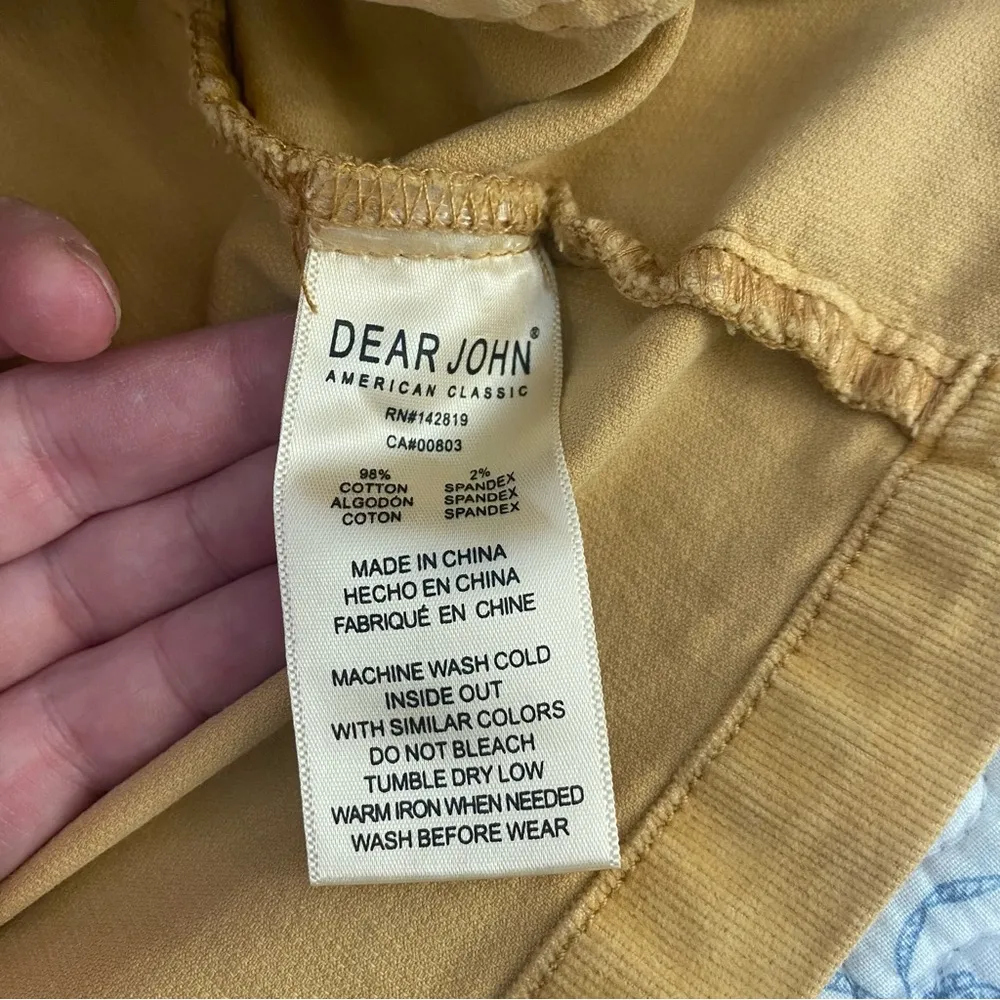 DEAR JOHN®
AMERICAN CLASSIC
RN#142819
CA#00803
98% 2%
COTTON SPANDEX
ALGODÓN SPANDEX
COTON SPANDEX
MADE IN CHINA
HECHO EN CHINA
FABRIQUÉ EN CHINE
MACHINE WASH COLD
INSIDE OUT
WITH SIMILAR COLORS
DO NOT BLEACH
TUMBLE DRY LOW
WARM IRON WHEN NEEDED
WASH BEFORE WEAR